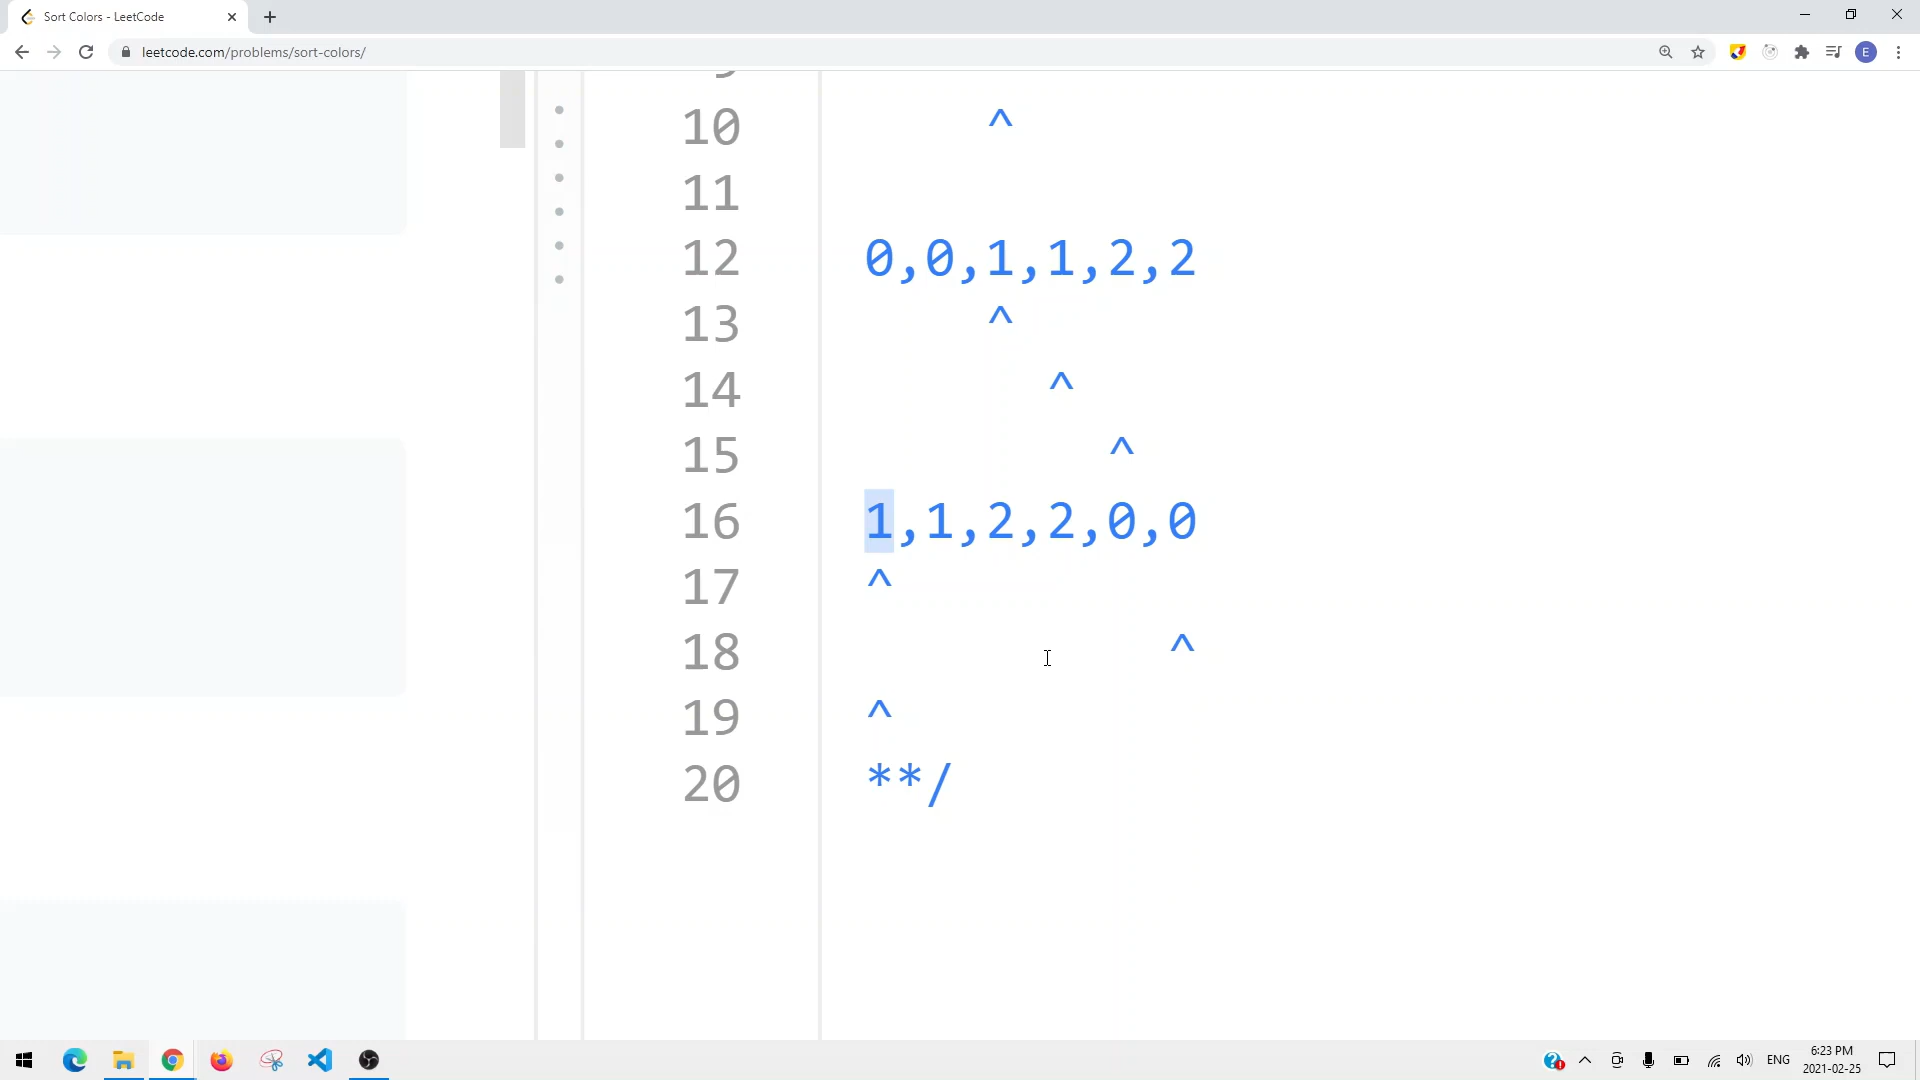 Sort Colors - LeetCode
leetcode.com/problems/sort-colors/
E
10 ^
11
12 0,0,1,1,2,2
13 ^
14 ^
15 ^
16 1,1,2,2,0,0
17 ^
18 ^
19 ^
20 **/
ENG
6:23 PM
2021-02-25